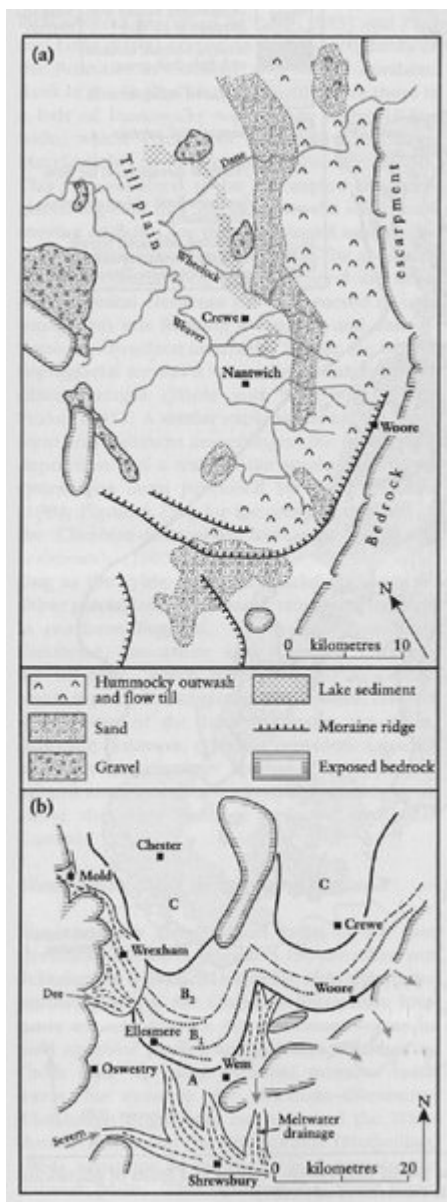 (a)
Till plain
Dane
Wheelock
escarpment
Crewe
Weaver
Nantwich
Woore
Bedrock
N
0 kilometres 10
Hummocky outwash
and flow till
Lake sediment
Sand
Moraine ridge
Gravel
Exposed bedrock
(b)
Chester
Mold
C
C
Crewe
Wrexham
B2
Dee
Woore
Ellesmere
B1
A
Wem
Oswestry
Severn
Meltwater
drainage
N
Shrewsbury
0 kilometres 20